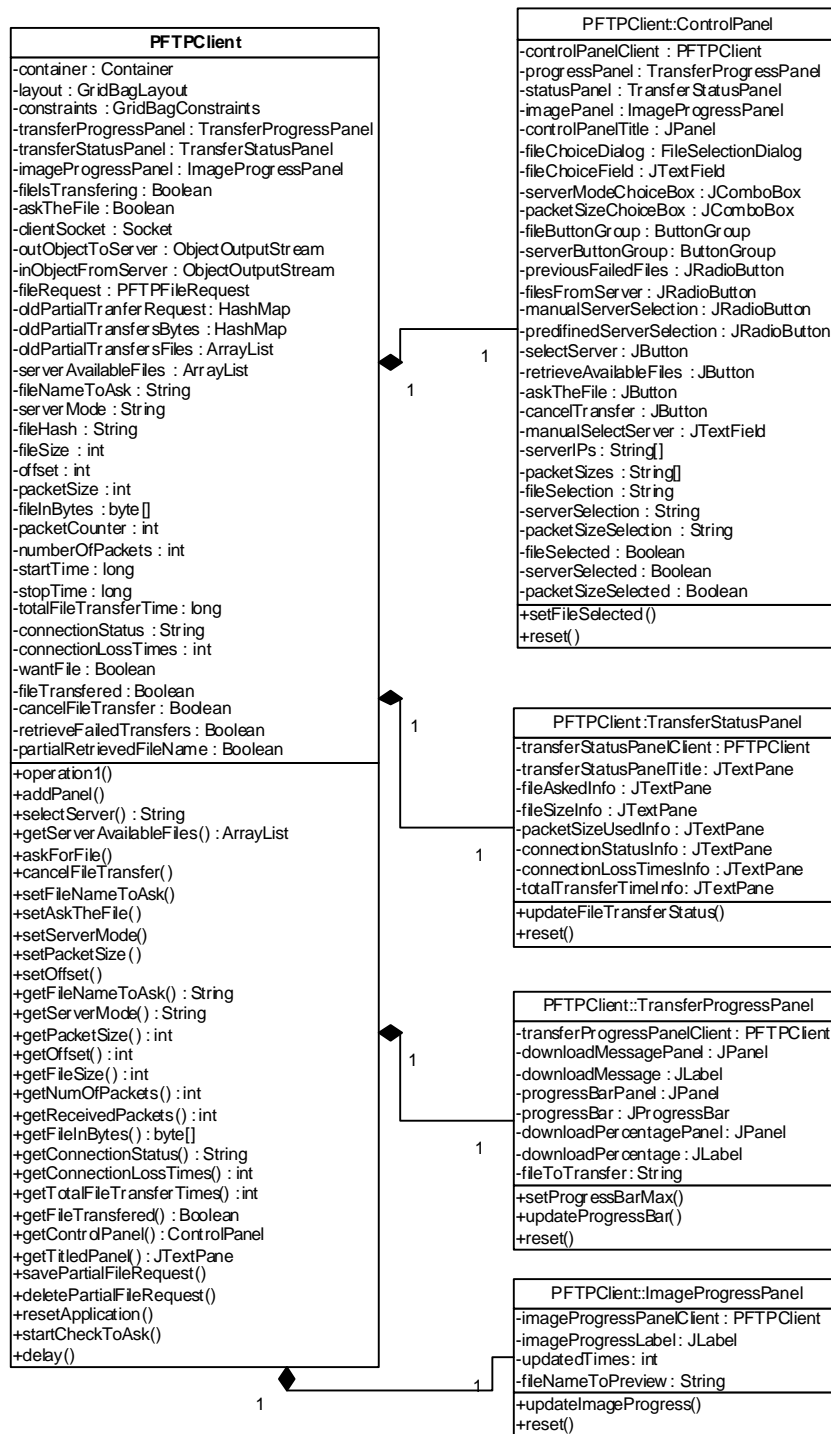 PFTPClient
-container : Container
-layout : GridBagLayout
-constraints : GridBagConstraints
-transferProgressPanel : TransferProgressPanel
-transferStatusPanel : TransferStatusPanel
-imageProgressPanel : ImageProgressPanel
-fileIsTransfering : Boolean
-askTheFile : Boolean
-clientSocket : Socket
-outObjectToServer : ObjectOutputStream
-inObjectFromServer : ObjectOutputStream
-fileRequest : PFTPFileRequest
-oldPartialTranferRequest : HashMap
-oldPartialTransfersBytes : HashMap
-oldPartialTransfersFiles : ArrayList
-serverAvailableFiles : ArrayList
-fileNameToAsk : String
-serverMode : String
-fileHash : String
-fileSize : int
-offset : int
-packetSize : int
-fileInBytes : byte[]
-packetCounter : int
-numberOfPackets : int
-startTime : long
-stopTime : long
-totalFileTransferTime : long
-connectionStatus : String
-connectionLossTimes : int
-wantFile : Boolean
-fileTransfered : Boolean
-cancelFileTransfer : Boolean
-retrieveFailedTransfers : Boolean
-partialRetrievedFileName : Boolean
+operation1()
+addPanel()
+selectServer() : String
+getServerAvailableFiles() : ArrayList
+askForFile()
+cancelFileTransfer()
+setFileNameToAsk()
+setAskTheFile()
+setServerMode()
+setPacketSize()
+setOffset()
+getFileNameToAsk() : String
+getServerMode() : String
+getPacketSize() : int
+getOffset() : int
+getFileSize() : int
+getNumOfPackets() : int
+getReceivedPackets() : int
+getFileInBytes() : byte[]
+getConnectionStatus() : String
+getConnectionLossTimes() : int
+getTotalFileTransferTimes() : int
+getFileTransfered() : Boolean
+getControlPanel() : ControlPanel
+getTitledPanel() : JTextPane
+savePartialFileRequest()
+deletePartialFileRequest()
+resetApplication()
+startCheckToAsk()
+delay()
PFTPClient::ControlPanel
-controlPanelClient : PFTPClient
-progressPanel : TransferProgressPanel
-statusPanel : TransferStatusPanel
-imagePanel : ImageProgressPanel
-controlPanelTitle : JPanel
-fileChoiceDialog : FileSelectionDialog
-fileChoiceField : JTextField
-serverModeChoiceBox : JComboBox
-packetSizeChoiceBox : JComboBox
-fileButtonGroup : ButtonGroup
-serverButtonGroup : ButtonGroup
-previousFailedFiles : JRadioButton
-filesFromServer : JRadioButton
-manualServerSelection : JRadioButton
-predifinedServerSelection : JRadioButton
-selectServer : JButton
-retrieveAvailableFiles : JButton
-askTheFile : JButton
-cancelTransfer : JButton
-manualSelectServer : JTextField
-serverIPs : String[]
-packetSizes : String[]
-fileSelection : String
-serverSelection : String
-packetSizeSelection : String
-fileSelected : Boolean
-serverSelected : Boolean
-packetSizeSelected : Boolean
+setFileSelected()
+reset()
1
1
PFTPClient::TransferStatusPanel
-transferStatusPanelClient : PFTPClient
-transferStatusPanelTitle : JTextPane
-fileAskedInfo : JTextPane
-fileSizeInfo : JTextPane
-packetSizeUsedInfo : JTextPane
-connectionStatusInfo : JTextPane
-connectionLossTimesInfo : JTextPane
-totalTransferTimeInfo : JTextPane
+updateFileTransferStatus()
+reset()
1
1
PFTPClient::TransferProgressPanel
-transferProgressPanelClient : PFTPClient
-downloadMessagePanel : JPanel
-downloadMessage : JLabel
-progressBarPanel : JPanel
-progressBar : JProgressBar
-downloadPercentagePanel : JPanel
-downloadPercentage : JLabel
-fileToTransfer : String
+setProgressBarMax()
+updateProgressBar()
+reset()
1
1
PFTPClient::ImageProgressPanel
-imageProgressPanelClient : PFTPClient
-imageProgressLabel : JLabel
-updatedTimes : int
-fileNameToPreview : String
+updateImageProgress()
+reset()
1
1